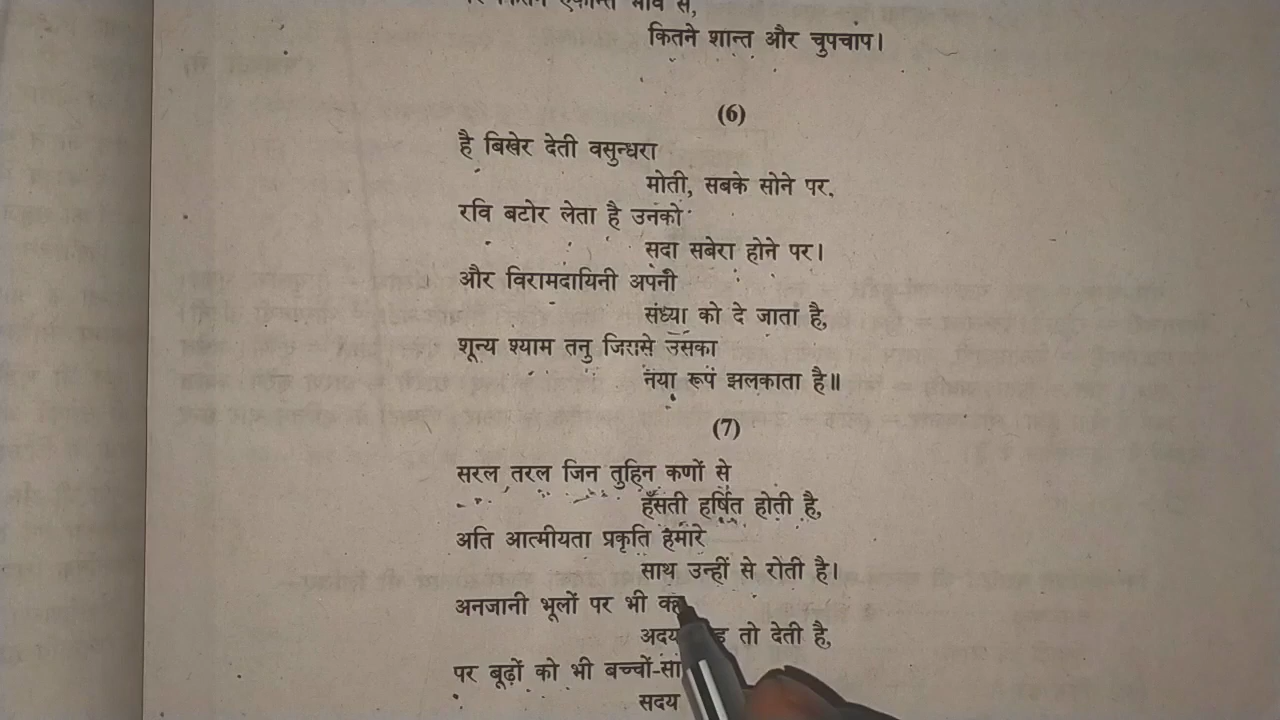 कितने शान्त और चुपचाप।
(6)
है बिखेर देती वसुन्धरा
मोती, सबके सोने पर,
रवि बटोर लेता है उनको
सदा सबेरा होने पर।
और विरामदायिनी अपनी
संध्या को दे जाता है,
शून्य श्याम तनु जिससे उसका
नया रूप झलकाता है॥
(7)
सरल तरल जिन तुहिन कणों से
हँसती हर्षित होती है,
अति आत्मीयता प्रकृति हमारे
साथ उन्हीं से रोती है।
अनजानी भूलों पर भी वह
अदय तो देती है,
पर बूढ़ों को भी बच्चों-सा
सदय